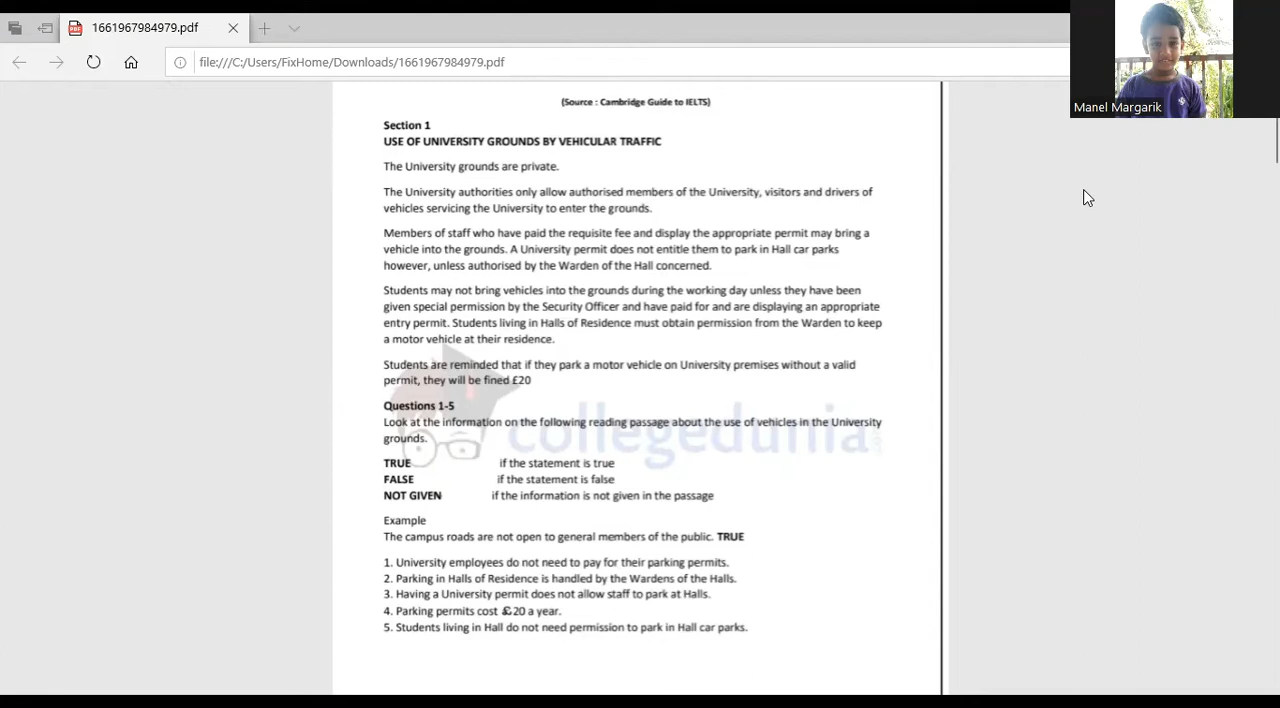 1661967984979.pdf
file:///C:/Users/FixHome/Downloads/1661967984979.pdf
Manel Margarik
(Source : Cambridge Guide to IELTS)
Section 1
USE OF UNIVERSITY GROUNDS BY VEHICULAR TRAFFIC
The University grounds are private.
The University authorities only allow authorised members of the University, visitors and drivers of
vehicles servicing the University to enter the grounds.
Members of staff who have paid the requisite fee and display the appropriate permit may bring a
vehicle into the grounds. A University permit does not entitle them to park in Hall car parks
however, unless authorised by the Warden of the Hall concerned.
Students may not bring vehicles into the grounds during the working day unless they have been
given special permission by the Security Officer and have paid for and are displaying an appropriate
entry permit. Students living in Halls of Residence must obtain permission from the Warden to keep
a motor vehicle at their residence.
Students are reminded that if they park a motor vehicle on University premises without a valid
permit, they will be fined £20
Questions 1-5
Look at the information on the following reading passage about the use of vehicles in the University
grounds.
collegedunia
TRUE if the statement is true
FALSE if the statement is false
NOT GIVEN if the information is not given in the passage
Example
The campus roads are not open to general members of the public. TRUE
1. University employees do not need to pay for their parking permits.
2. Parking in Halls of Residence is handled by the Wardens of the Halls.
3. Having a University permit does not allow staff to park at Halls.
4. Parking permits cost £20 a year.
5. Students living in Hall do not need permission to park in Hall car parks.